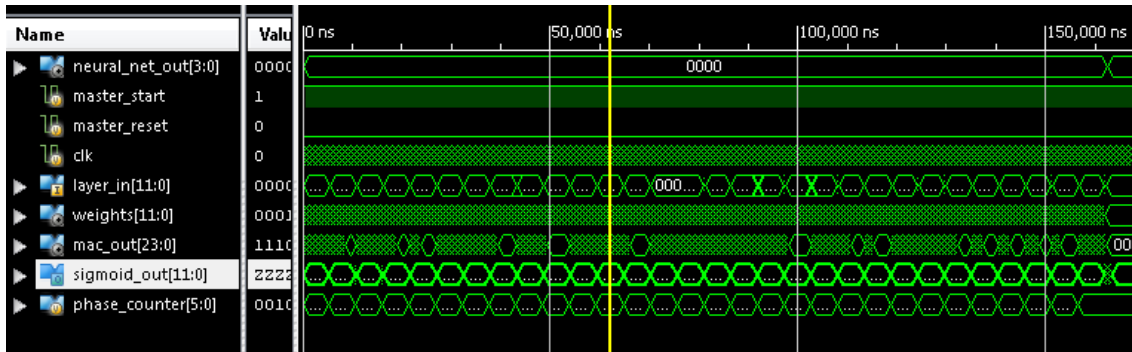 Name Valu 0 ns 50,000 ns 100,000 ns 150,000 ns
neural_net_out[3:0] 0000 0000
master_start 1
master_reset 0
clk 0
layer_in[11:0] 0000 ... ... ... ... ... ... ... ... ... ... ... ... 000... ... ... ... ... ... ... ... ... ... ... ...
weights[11:0] 0001
mac_out[23:0] 1110 00
sigmoid_out[11:0] ZZZZ ... ... ... ... ... ... ... ... ... ... ... ... ... ... ... ... ... ... ... ... ... ... ... ... ...
phase_counter[5:0] 0010 ... ... ... ... ... ... ... ... ... ... ... ... ... ... ... ... ... ... ... ... ... ... ... ...